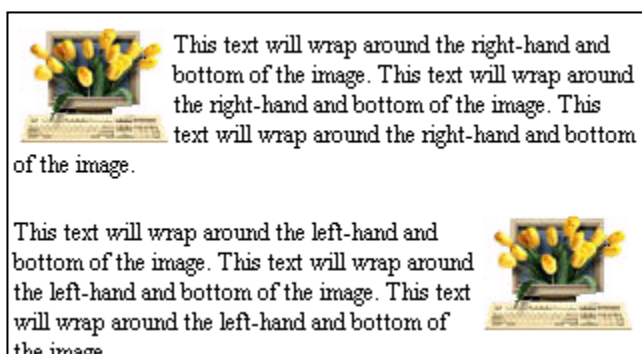 This text will wrap around the right-hand and
bottom of the image. This text will wrap around
the right-hand and bottom of the image. This
text will wrap around the right-hand and bottom
of the image.
This text will wrap around the left-hand and
bottom of the image. This text will wrap around
the left-hand and bottom of the image. This text
will wrap around the left-hand and bottom of
the image